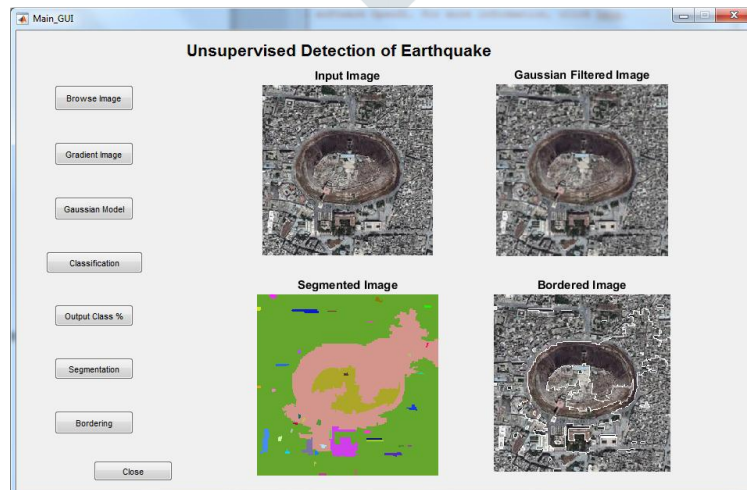 Main_GUI
Unsupervised Detection of Earthquake
Input Image
Gaussian Filtered Image
Browse Image
Gradient Image
Gaussian Model
Classification
Segmented Image
Bordered Image
Output Class %
Segmentation
Bordering
Close